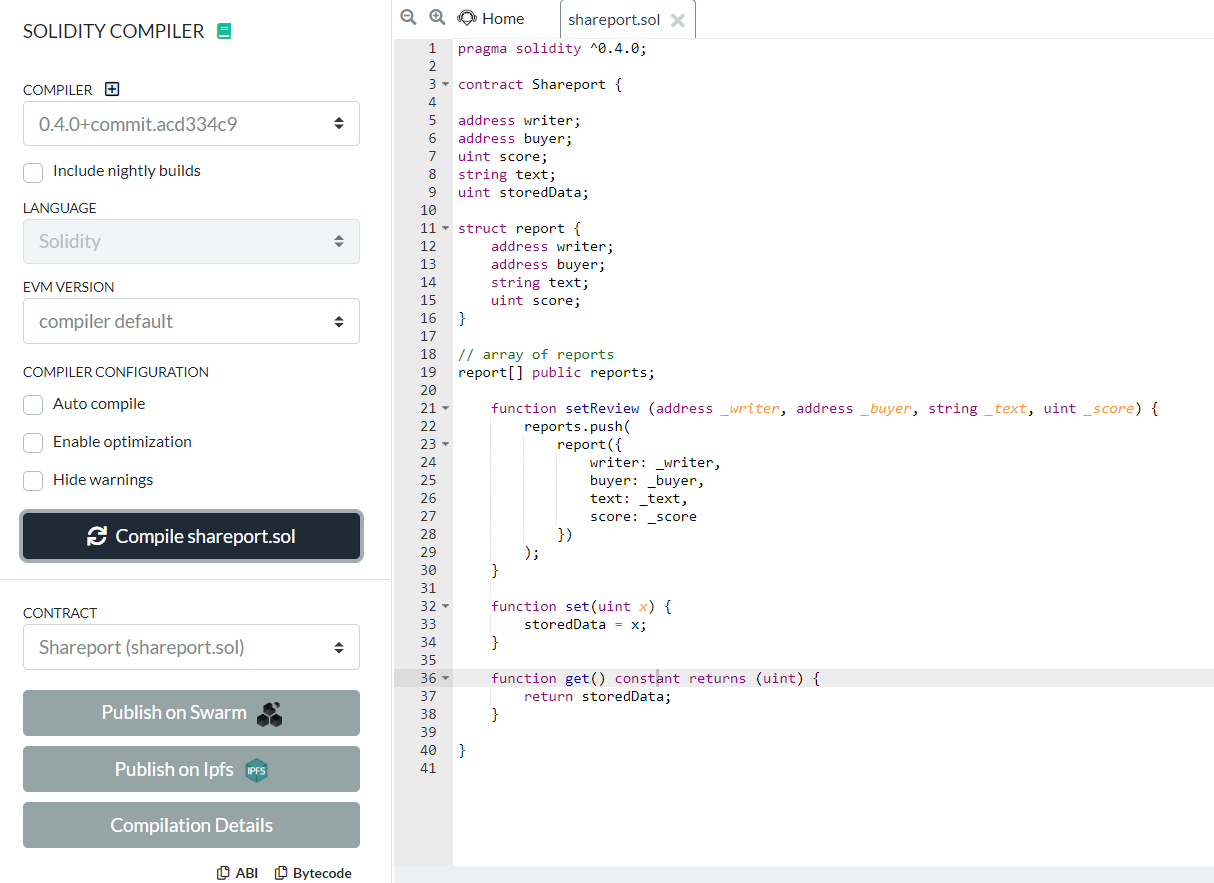 SOLIDITY COMPILER
COMPILER
0.4.0+commit.acd334c9
Include nightly builds
LANGUAGE
Solidity
EVM VERSION
compiler default
COMPILER CONFIGURATION
Auto compile
Enable optimization
Hide warnings
Compile shareport.sol
CONTRACT
Shareport (shareport.sol)
Publish on Swarm
Publish on Ipfs IPFS
Compilation Details
ABI Bytecode
Home shareport.sol
1 pragma solidity ^0.4.0;
2
3 contract Shareport {
4
5 address writer;
6 address buyer;
7 uint score;
8 string text;
9 uint storedData;
10
11 struct report {
12     address writer;
13     address buyer;
14     string text;
15     uint score;
16 }
17
18 // array of reports
19 report[] public reports;
20
21     function setReview (address _writer, address _buyer, string _text, uint _score) {
22         reports.push(
23             report({
24                 writer: _writer,
25                 buyer: _buyer,
26                 text: _text,
27                 score: _score
28             })
29         );
30     }
31
32     function set(uint x) {
33         storedData = x;
34     }
35
36     function get() constant returns (uint) {
37         return storedData;
38     }
39
40 }
41